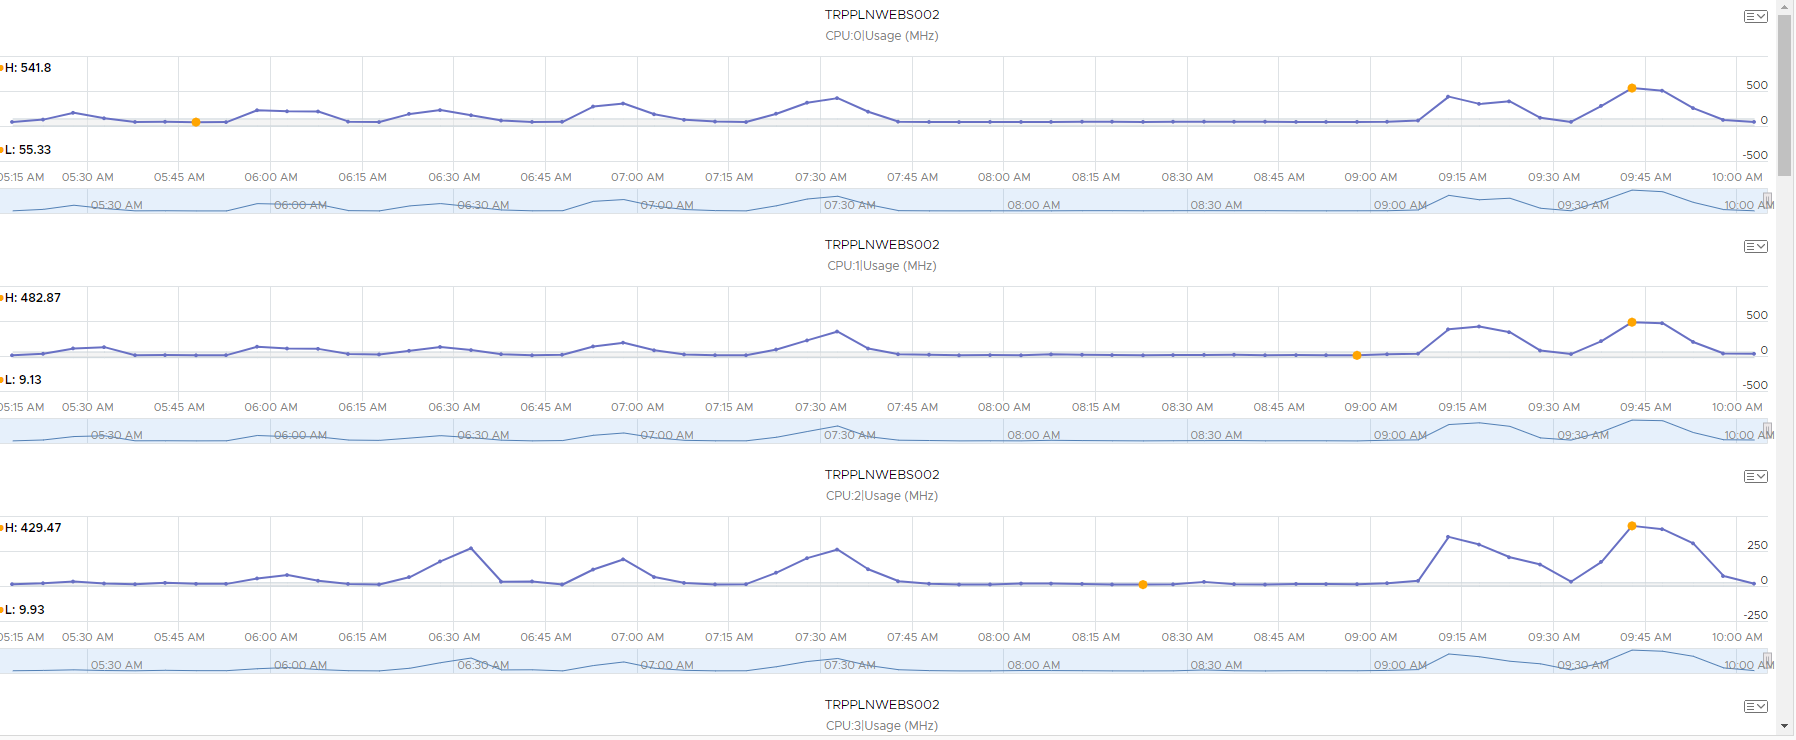 TRPPLNWEBS002
CPU:0|Usage (MHz)
H: 541.8
500
0
L: 55.33
-500
05:15 AM 05:30 AM 05:45 AM 06:00 AM 06:15 AM 06:30 AM 06:45 AM 07:00 AM 07:15 AM 07:30 AM 07:45 AM 08:00 AM 08:15 AM 08:30 AM 08:45 AM 09:00 AM 09:15 AM 09:30 AM 09:45 AM 10:00 AM
05:30 AM 06:00 AM 06:30 AM 07:00 AM 07:30 AM 08:00 AM 08:30 AM 09:00 AM 09:30 AM 10:00 AM
TRPPLNWEBS002
CPU:1|Usage (MHz)
H: 482.87
500
0
L: 9.13
-500
05:15 AM 05:30 AM 05:45 AM 06:00 AM 06:15 AM 06:30 AM 06:45 AM 07:00 AM 07:15 AM 07:30 AM 07:45 AM 08:00 AM 08:15 AM 08:30 AM 08:45 AM 09:00 AM 09:15 AM 09:30 AM 09:45 AM 10:00 AM
05:30 AM 06:00 AM 06:30 AM 07:00 AM 07:30 AM 08:00 AM 08:30 AM 09:00 AM 09:30 AM 10:00 AM
TRPPLNWEBS002
CPU:2|Usage (MHz)
H: 429.47
250
0
L: 9.93
-250
05:15 AM 05:30 AM 05:45 AM 06:00 AM 06:15 AM 06:30 AM 06:45 AM 07:00 AM 07:15 AM 07:30 AM 07:45 AM 08:00 AM 08:15 AM 08:30 AM 08:45 AM 09:00 AM 09:15 AM 09:30 AM 09:45 AM 10:00 AM
05:30 AM 06:00 AM 06:30 AM 07:00 AM 07:30 AM 08:00 AM 08:30 AM 09:00 AM 09:30 AM 10:00 AM
TRPPLNWEBS002
CPU:3|Usage (MHz)